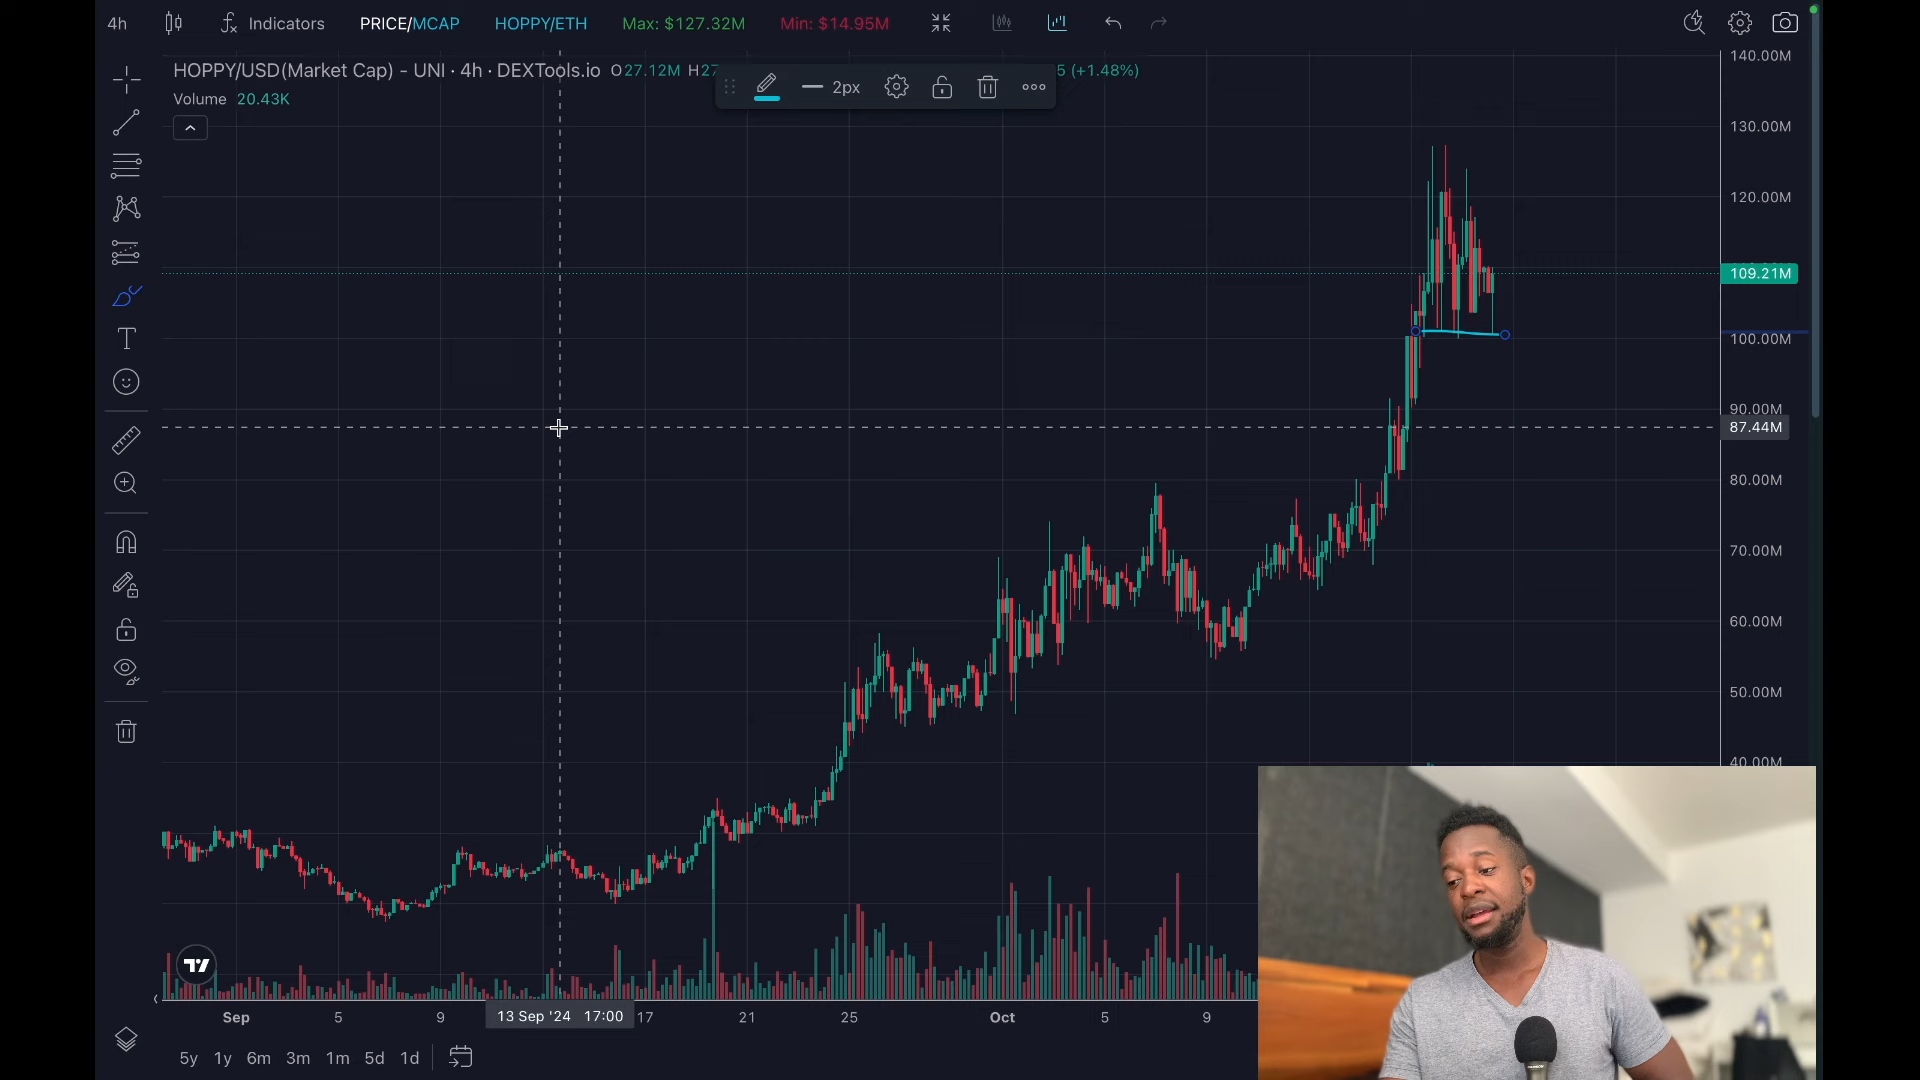 4h Indicators PRICE/MCAP HOPPY/ETH Max: $127.32M Min: $14.95M
HOPPY/USD(Market Cap) - UNI · 4h · DEXTools.io O27.12M H27 5 (+1.48%)
2px
Volume 20.43K
140.00M
130.00M
120.00M
109.21M
100.00M
90.00M
87.44M
80.00M
70.00M
60.00M
50.00M
40.00M
Sep 5 9 13 Sep '24 17:00 17 21 25 Oct 5 9
5y 1y 6m 3m 1m 5d 1d